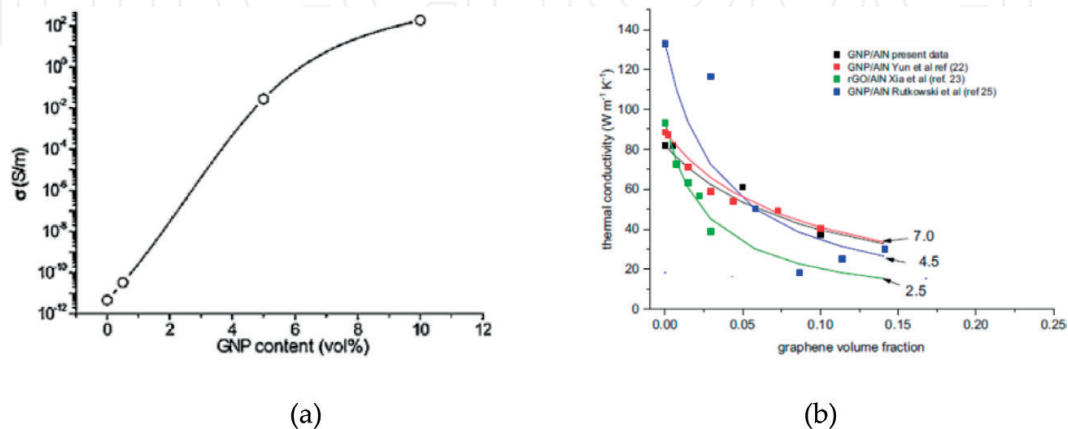 10²
10⁰
10⁻²
10⁻⁴
10⁻⁶
10⁻⁸
10⁻¹⁰
10⁻¹²
σ (S/m)
0 2 4 6 8 10 12
GNP content (vol%)
(a)
140
120
100
80
60
40
20
0
thermal conductivity (W m⁻¹ K⁻¹)
GNP/AlN present data
GNP/AlN Yun et al ref (22)
rGO/AlN Xia et al (ref. 23)
GNP/AlN Rutkowski et al (ref 25)
7.0
4.5
2.5
0.00 0.05 0.10 0.15 0.20 0.25
graphene volume fraction
(b)